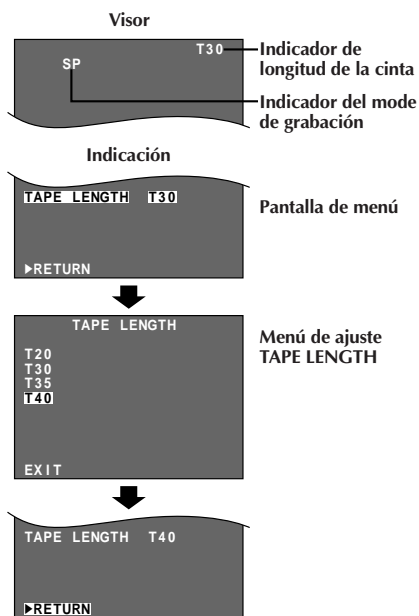 Visor
T30
SP
Indicador de
longitud de la cinta
Indicador del mode
de grabación
Indicación
TAPE LENGTH T30
▶RETURN
Pantalla de menú
TAPE LENGTH
T20
T30
T35
T40
EXIT
Menú de ajuste
TAPE LENGTH
TAPE LENGTH T40
▶RETURN